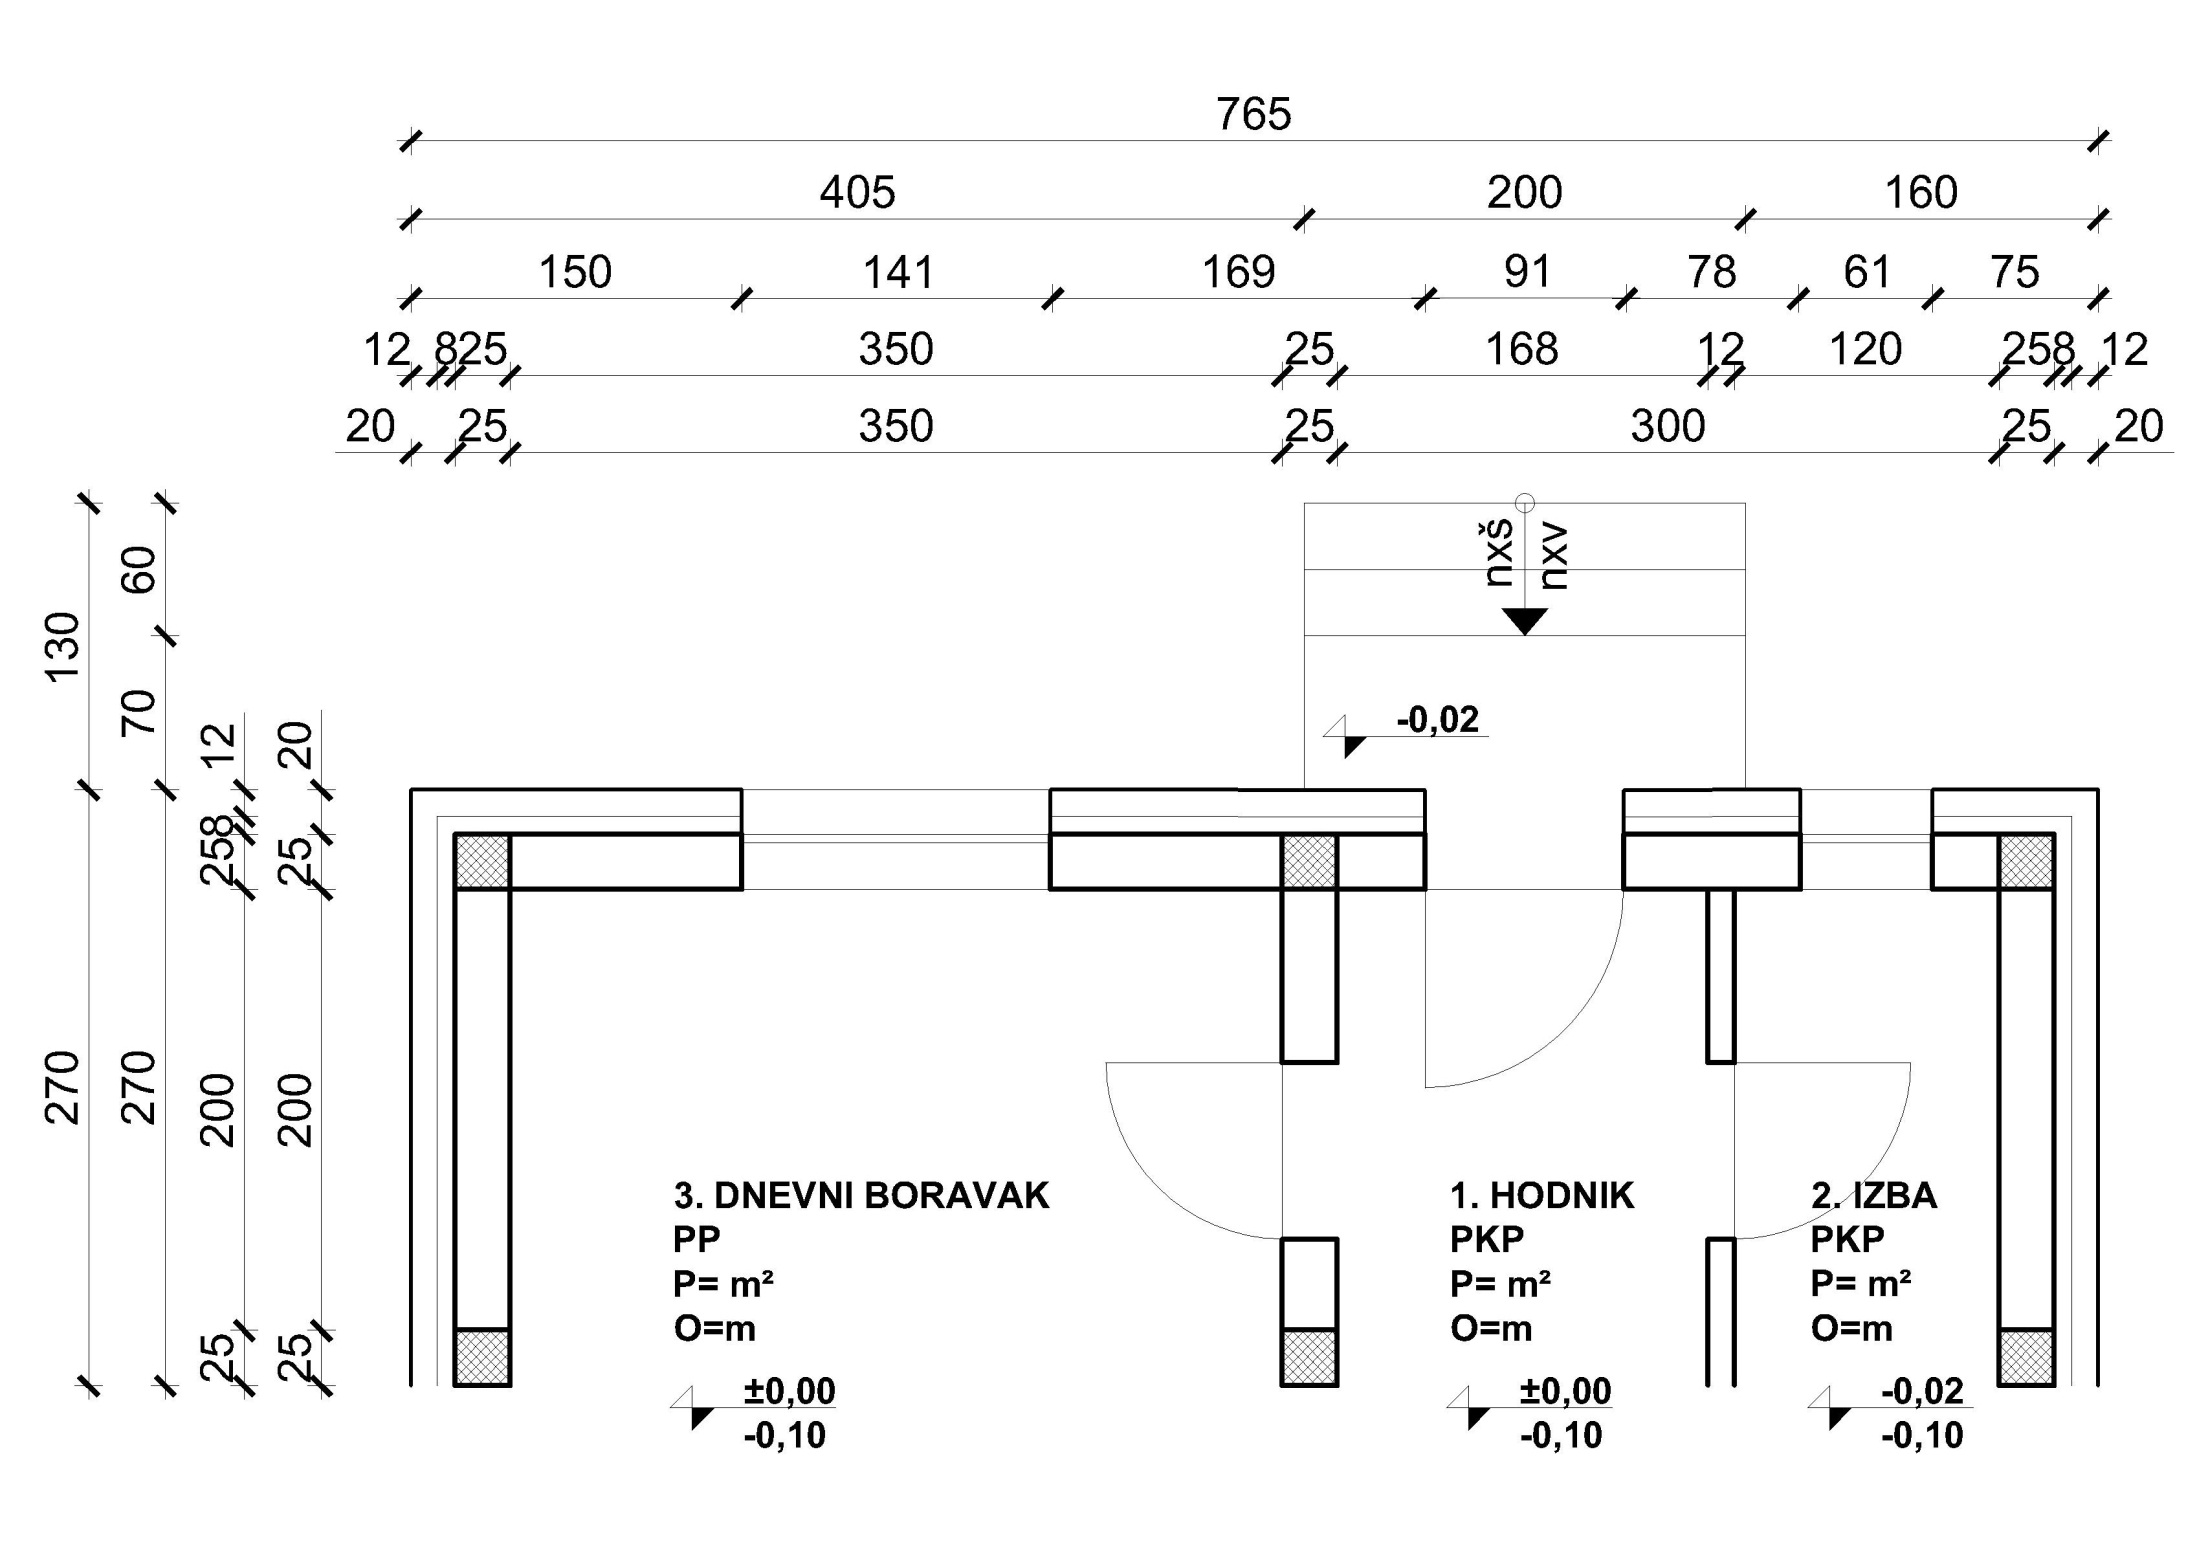 765
405 200 160
150 141 169 91 78 61 75
12 8 25 350 25 168 12 120 25 8 12
20 25 350 25 300 25 20
130 270
60 70 270
12 8 25 200 25
20 25 200 25
nxš
nxv
-0,02
3. DNEVNI BORAVAK
PP
P= m²
O=m
±0,00
-0,10
1. HODNIK
PKP
P= m²
O=m
±0,00
-0,10
2. IZBA
PKP
P= m²
O=m
-0,02
-0,10